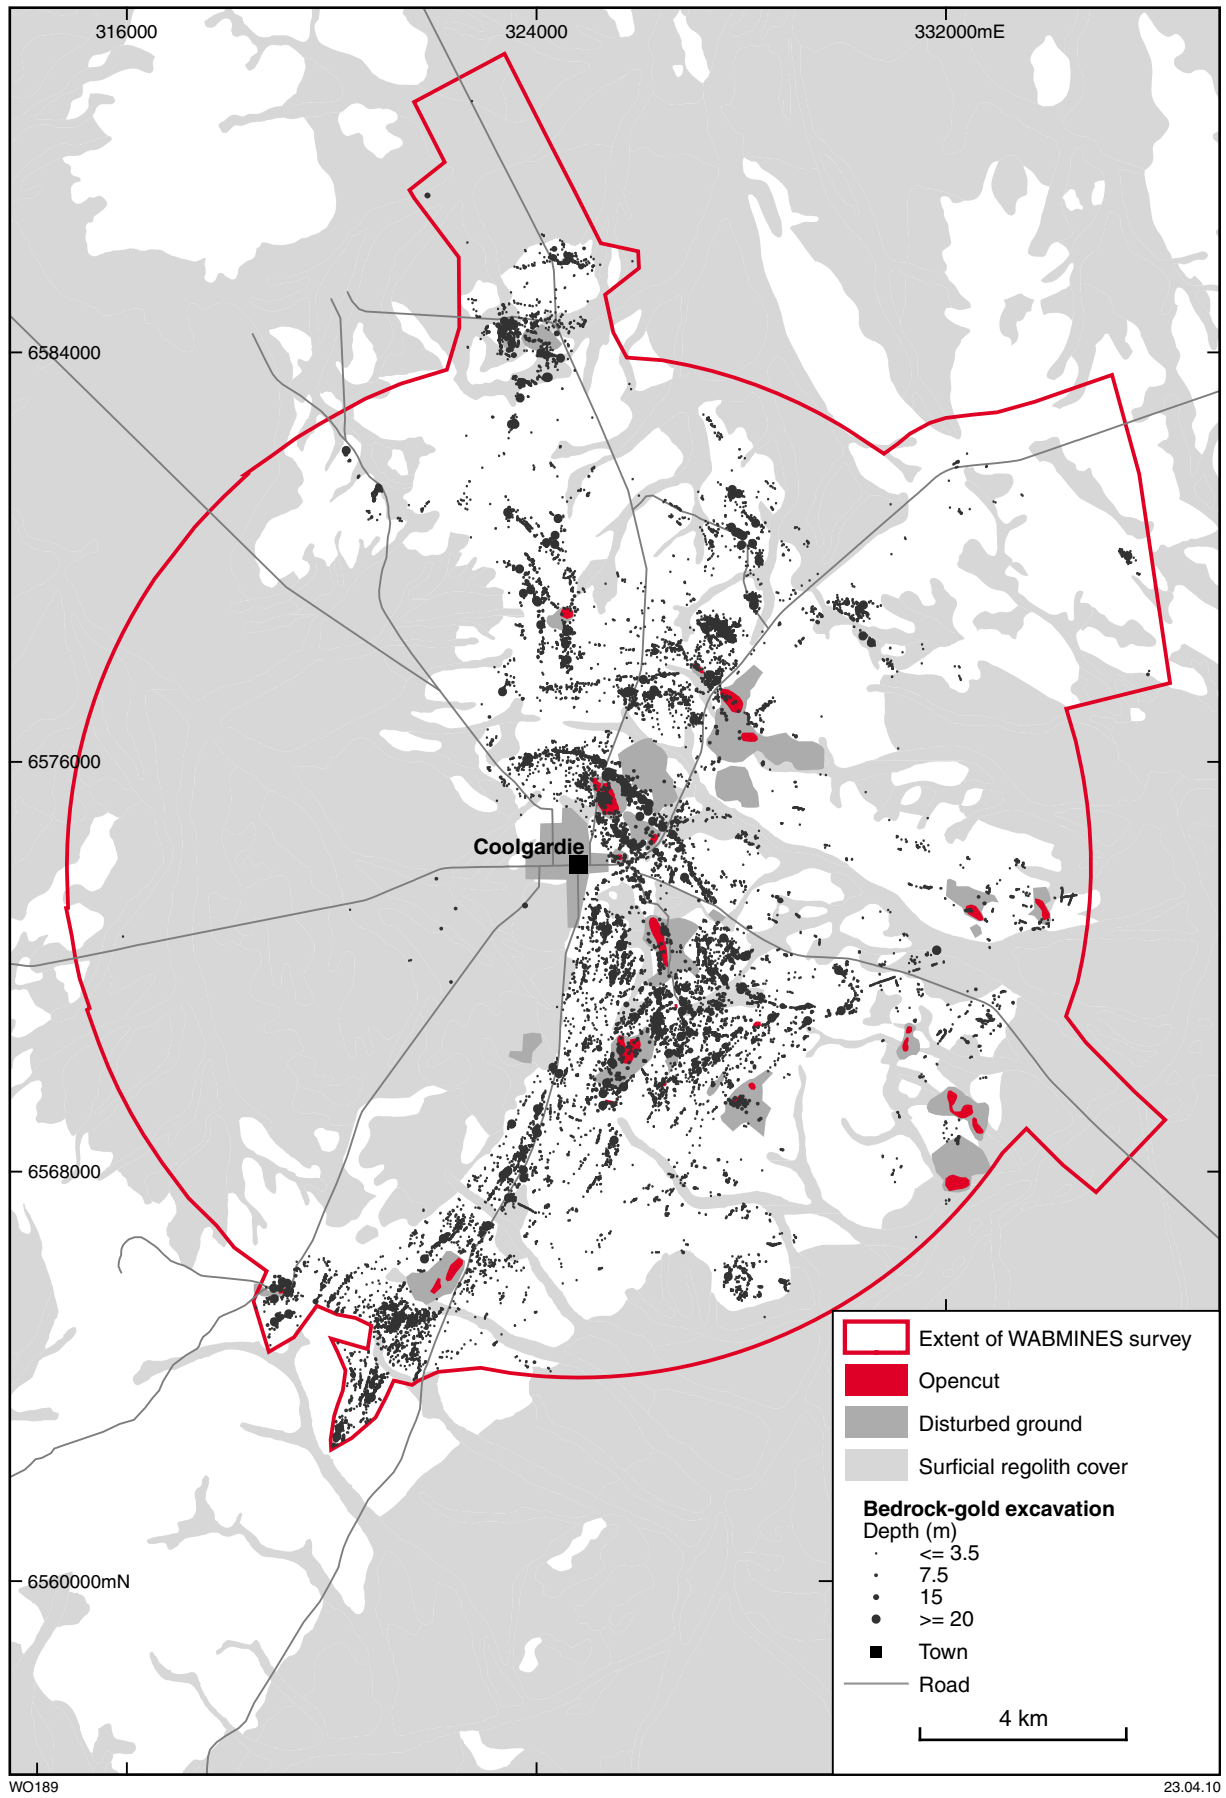 316000
324000
332000mE
6584000
6576000
Coolgardie
6568000
6560000mN
Extent of WABMINES survey
Opencut
Disturbed ground
Surficial regolith cover
Bedrock-gold excavation
Depth (m)
<= 3.5
7.5
15
>= 20
Town
Road
4 km
WO189
23.04.10